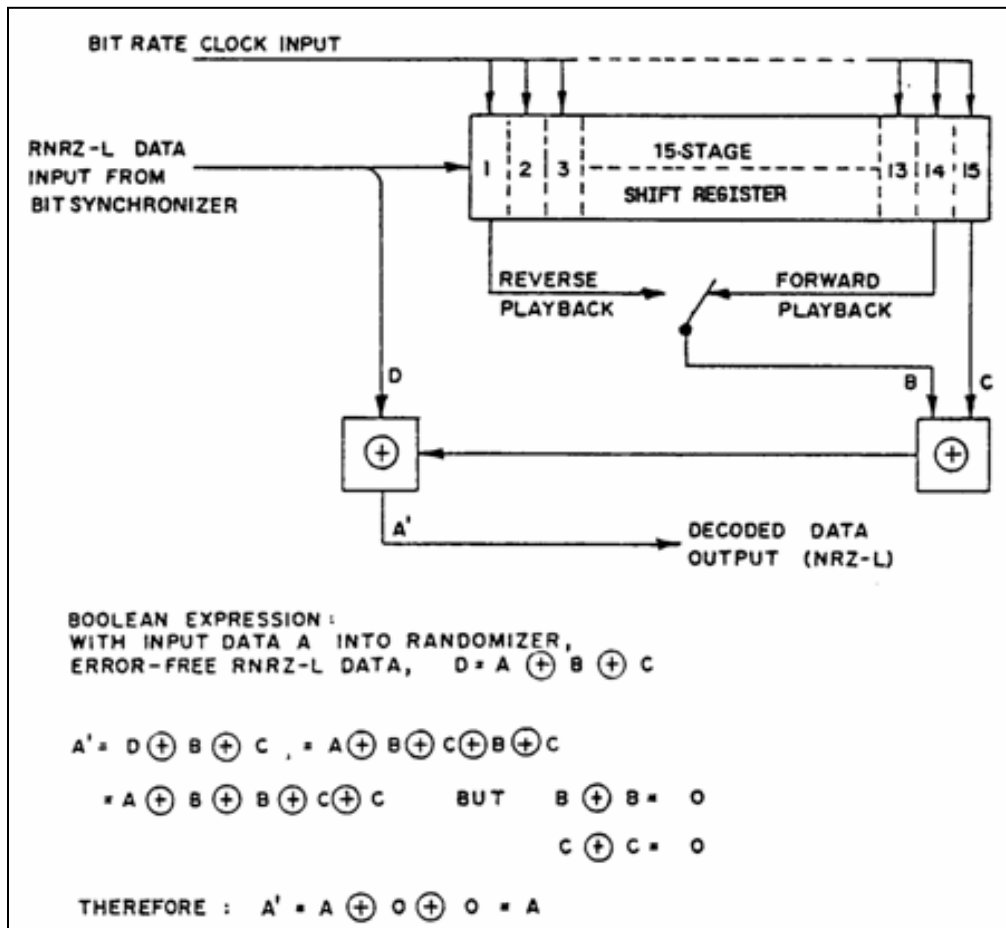 BIT RATE CLOCK INPUT
RNRZ-L DATA
INPUT FROM
BIT SYNCHRONIZER
1 2 3 15-STAGE 13 14 15
SHIFT REGISTER
REVERSE
PLAYBACK
FORWARD
PLAYBACK
D
B
C
⊕
⊕
A'
DECODED DATA
OUTPUT (NRZ-L)
BOOLEAN EXPRESSION:
WITH INPUT DATA A INTO RANDOMIZER,
ERROR-FREE RNRZ-L DATA, D = A ⊕ B ⊕ C
A' = D ⊕ B ⊕ C , = A ⊕ B ⊕ C ⊕ B ⊕ C
= A ⊕ B ⊕ B ⊕ C ⊕ C BUT B ⊕ B = 0
C ⊕ C = 0
THEREFORE : A' = A ⊕ 0 ⊕ 0 = A